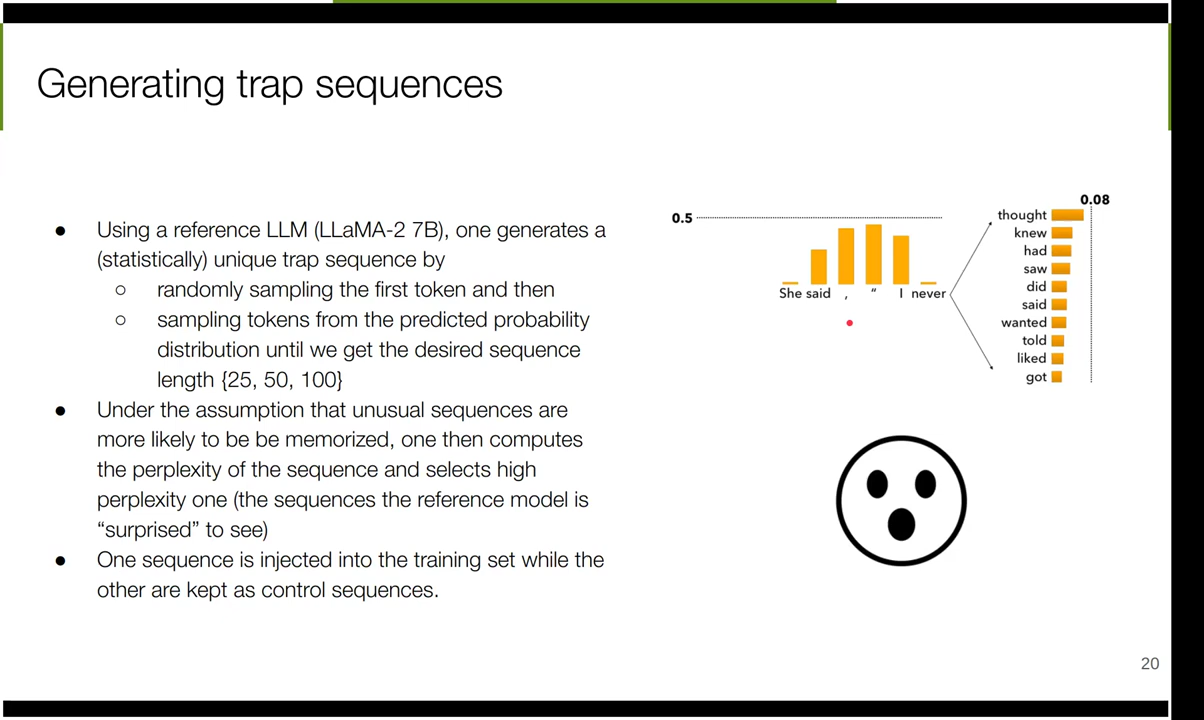 Generating trap sequences
● Using a reference LLM (LLaMA-2 7B), one generates a
(statistically) unique trap sequence by
○ randomly sampling the first token and then
○ sampling tokens from the predicted probability
distribution until we get the desired sequence
length {25, 50, 100}
● Under the assumption that unusual sequences are
more likely to be be memorized, one then computes
the perplexity of the sequence and selects high
perplexity one (the sequences the reference model is
“surprised” to see)
● One sequence is injected into the training set while the
other are kept as control sequences.
0.5
She said , “ I never
0.08
thought
knew
had
saw
did
said
wanted
told
liked
got
20